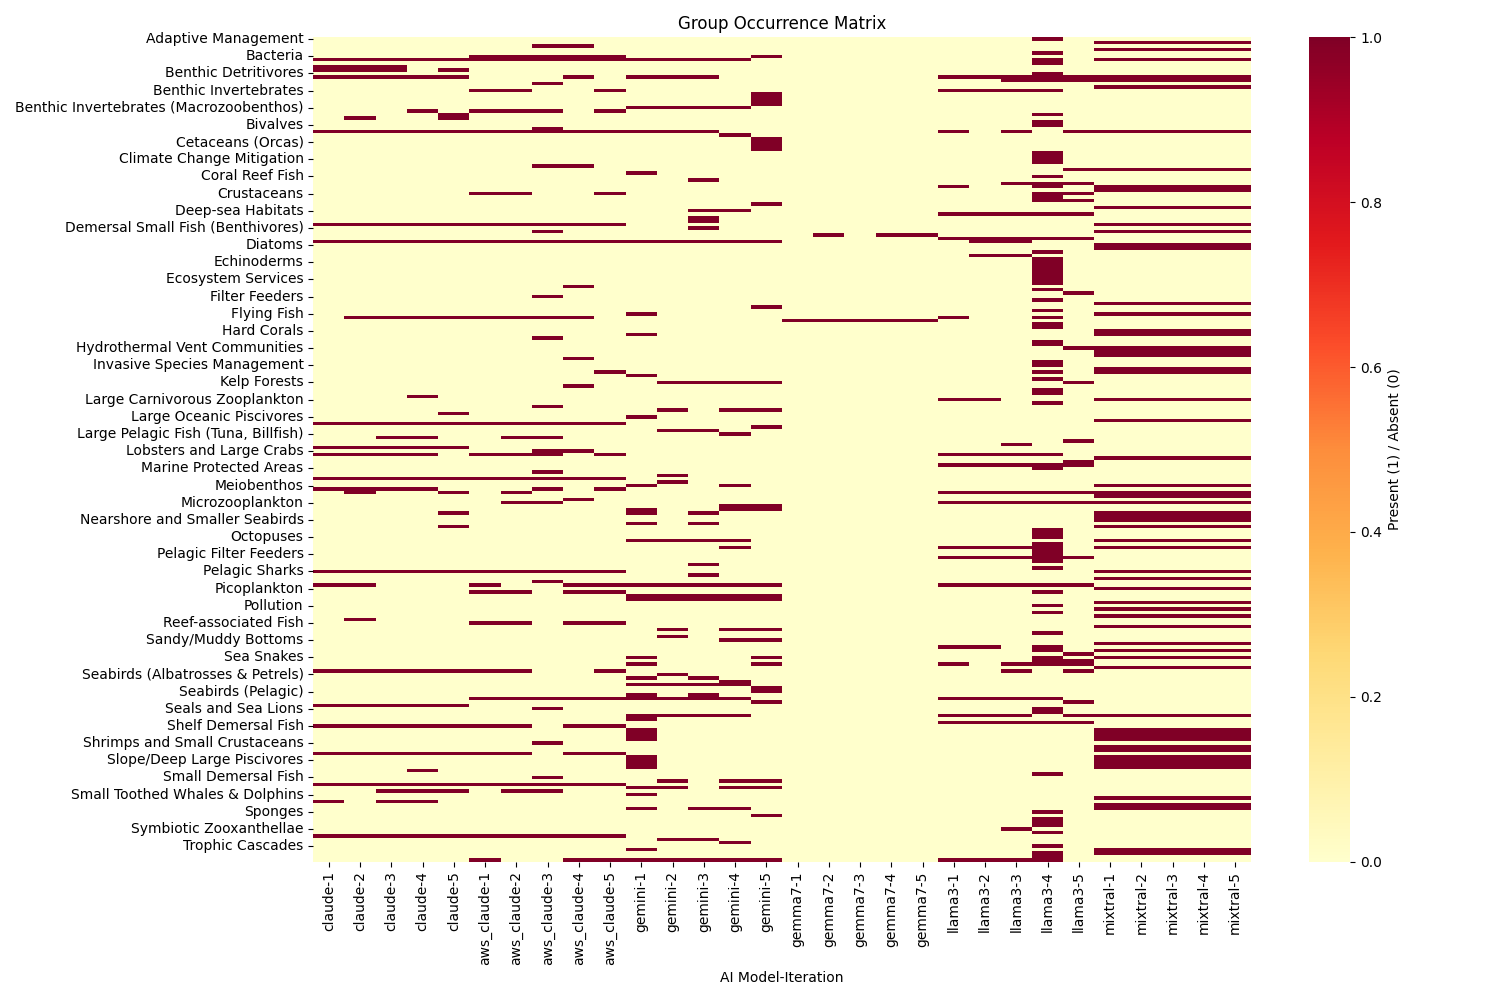 Group Occurrence Matrix
Adaptive Management
Bacteria
Benthic Detritivores
Benthic Invertebrates
Benthic Invertebrates (Macrozoobenthos)
Bivalves
Cetaceans (Orcas)
Climate Change Mitigation
Coral Reef Fish
Crustaceans
Deep-sea Habitats
Demersal Small Fish (Benthivores)
Diatoms
Echinoderms
Ecosystem Services
Filter Feeders
Flying Fish
Hard Corals
Hydrothermal Vent Communities
Invasive Species Management
Kelp Forests
Large Carnivorous Zooplankton
Large Oceanic Piscivores
Large Pelagic Fish (Tuna, Billfish)
Lobsters and Large Crabs
Marine Protected Areas
Meiobenthos
Microzooplankton
Nearshore and Smaller Seabirds
Octopuses
Pelagic Filter Feeders
Pelagic Sharks
Picoplankton
Pollution
Reef-associated Fish
Sandy/Muddy Bottoms
Sea Snakes
Seabirds (Albatrosses & Petrels)
Seabirds (Pelagic)
Seals and Sea Lions
Shelf Demersal Fish
Shrimps and Small Crustaceans
Slope/Deep Large Piscivores
Small Demersal Fish
Small Toothed Whales & Dolphins
Sponges
Symbiotic Zooxanthellae
Trophic Cascades
claude-1
claude-2
claude-3
claude-4
claude-5
aws_claude-1
aws_claude-2
aws_claude-3
aws_claude-4
aws_claude-5
gemini-1
gemini-2
gemini-3
gemini-4
gemini-5
gemma7-1
gemma7-2
gemma7-3
gemma7-4
gemma7-5
llama3-1
llama3-2
llama3-3
llama3-4
llama3-5
mixtral-1
mixtral-2
mixtral-3
mixtral-4
mixtral-5
AI Model-Iteration
1.0
0.8
0.6
0.4
0.2
0.0
Present (1) / Absent (0)